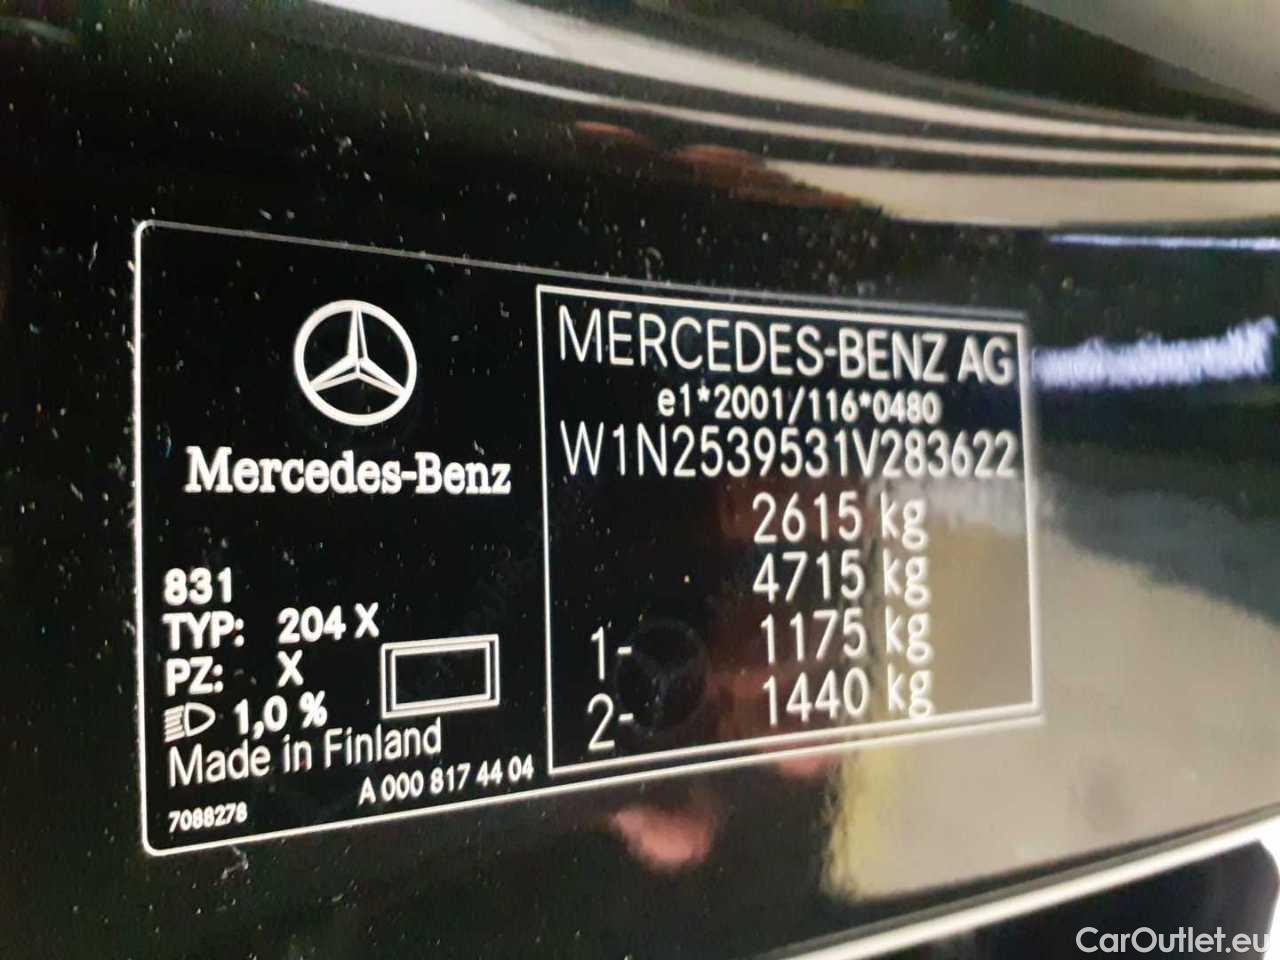 Mercedes-Benz
831
TYP: 204 X
PZ: X
1,0 %
Made in Finland
A 000 817 44 04
7088278
MERCEDES-BENZ AG
e1*2001/116*0480
W1N2539531V283622
2615 kg
4715 kg
1- 1175 kg
2- 1440 kg
CarOutlet.eu